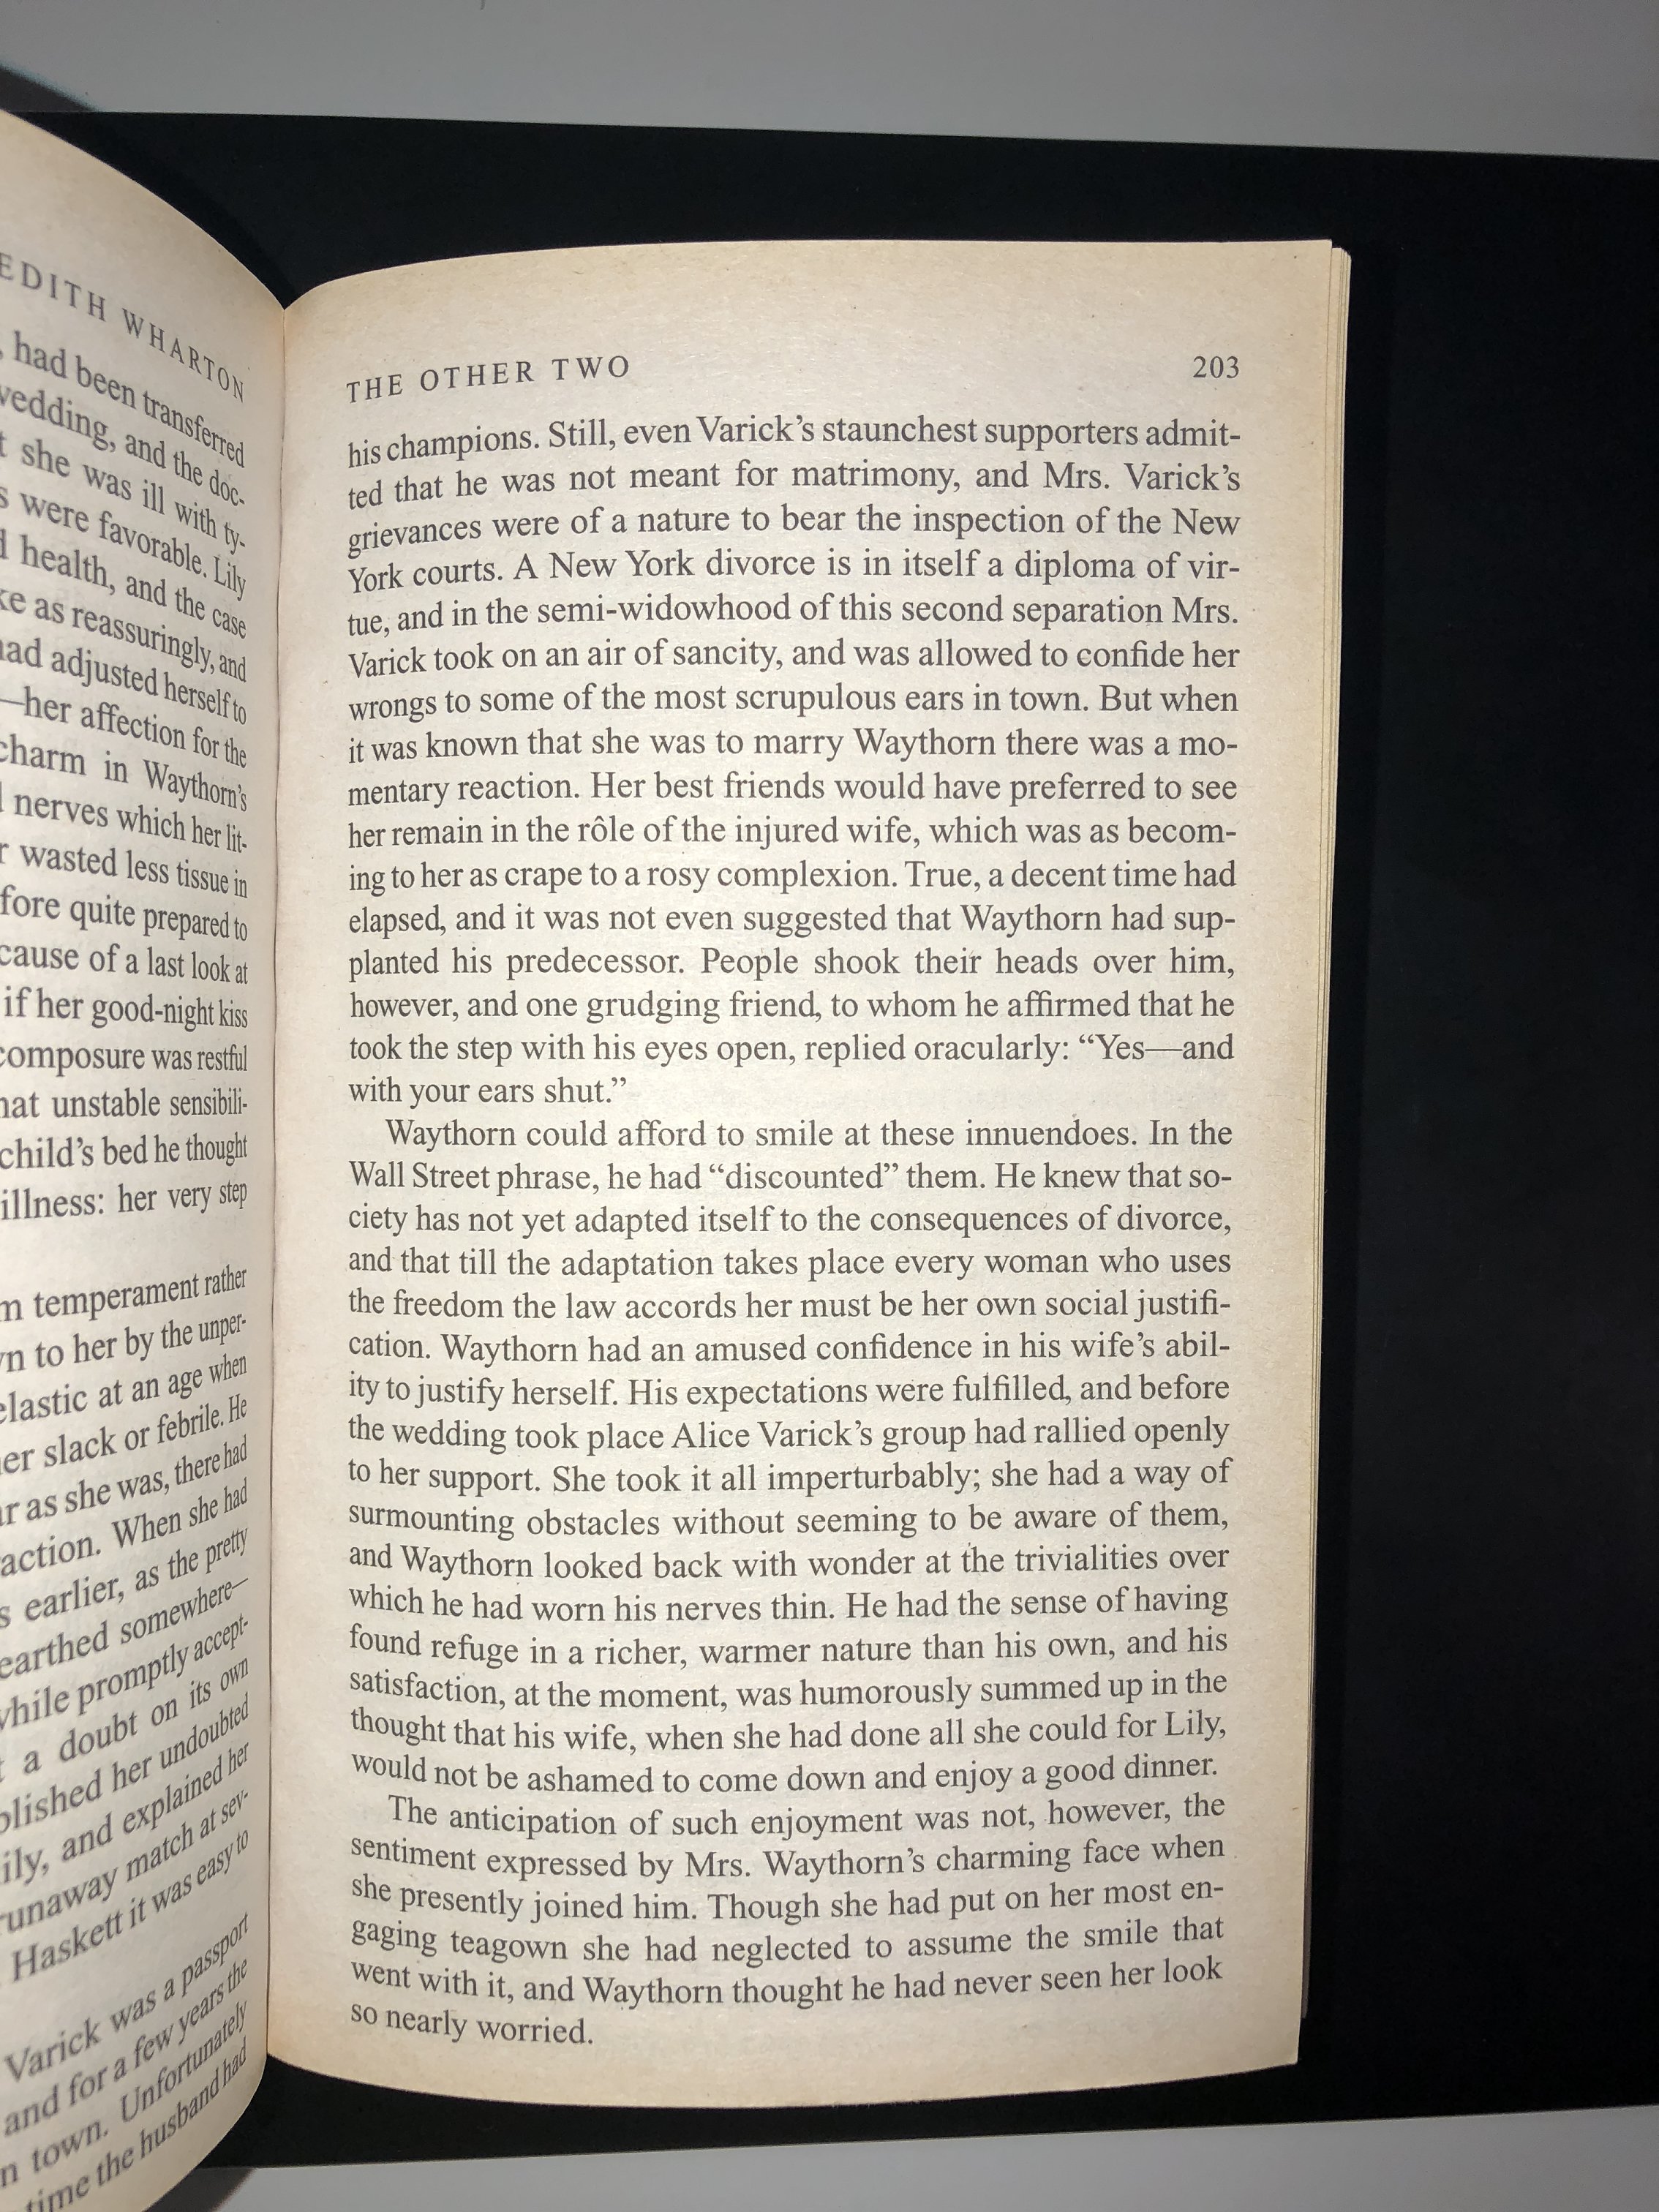 EDITH WHARTON
had been transferred
wedding, and the doc-
she was ill with ty-
were favorable. Lily
health, and the case
as reassuringly, and
had adjusted herself to
—her affection for the
charm in Waythorn's
nerves which her lit-
wasted less tissue in
quite prepared to
cause of a last look at
if her good-night kiss
composure was restful
unstable sensibili-
child's bed he thought
illness: her very step
temperament rather
to her by the unper-
elastic at an age when
slack or febrile. He
as she was, there had
When she had
earlier, as the pretty
somewhere—
while promptly accept-
a doubt on its own
her undoubted
and explained her
runaway match at sev-
Haskett it was easy to
Varick was a passport
and for a few years the
town. Unfortunately
time the husband had
THE OTHER TWO 203
his champions. Still, even Varick's staunchest supporters admit-
ted that he was not meant for matrimony, and Mrs. Varick's
grievances were of a nature to bear the inspection of the New
York courts. A New York divorce is in itself a diploma of vir-
tue, and in the semi-widowhood of this second separation Mrs.
Varick took on an air of sancity, and was allowed to confide her
wrongs to some of the most scrupulous ears in town. But when
it was known that she was to marry Waythorn there was a mo-
mentary reaction. Her best friends would have preferred to see
her remain in the rôle of the injured wife, which was as becom-
ing to her as crape to a rosy complexion. True, a decent time had
elapsed, and it was not even suggested that Waythorn had sup-
planted his predecessor. People shook their heads over him,
however, and one grudging friend, to whom he affirmed that he
took the step with his eyes open, replied oracularly: “Yes—and
with your ears shut.”
Waythorn could afford to smile at these innuendoes. In the
Wall Street phrase, he had “discounted” them. He knew that so-
ciety has not yet adapted itself to the consequences of divorce,
and that till the adaptation takes place every woman who uses
the freedom the law accords her must be her own social justifi-
cation. Waythorn had an amused confidence in his wife's abil-
ity to justify herself. His expectations were fulfilled, and before
the wedding took place Alice Varick's group had rallied openly
to her support. She took it all imperturbably; she had a way of
surmounting obstacles without seeming to be aware of them,
and Waythorn looked back with wonder at the trivialities over
which he had worn his nerves thin. He had the sense of having
found refuge in a richer, warmer nature than his own, and his
satisfaction, at the moment, was humorously summed up in the
thought that his wife, when she had done all she could for Lily,
would not be ashamed to come down and enjoy a good dinner.
The anticipation of such enjoyment was not, however, the
sentiment expressed by Mrs. Waythorn's charming face when
she presently joined him. Though she had put on her most en-
gaging teagown she had neglected to assume the smile that
went with it, and Waythorn thought he had never seen her look
so nearly worried.